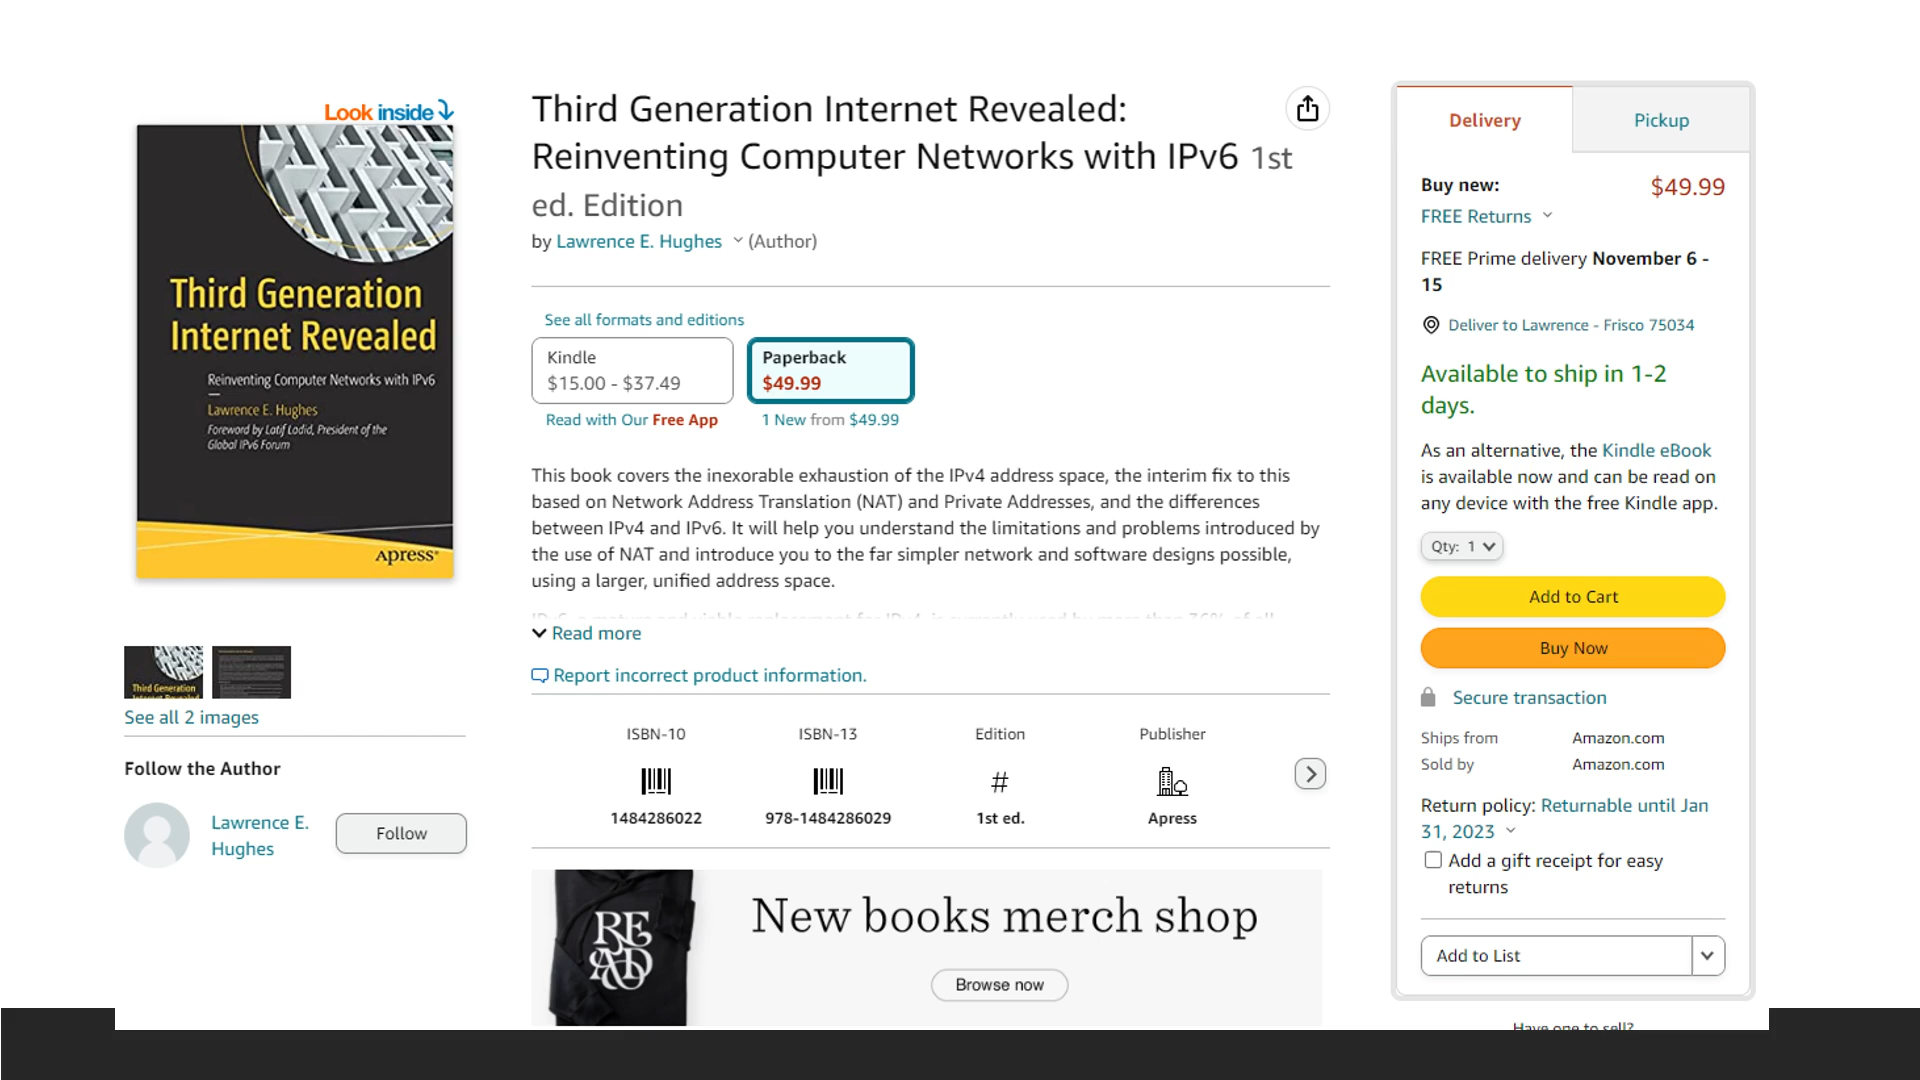 Look inside
Third Generation
Internet Revealed
Reinventing Computer Networks with IPv6
Lawrence E. Hughes
Foreword by Latif Ladid, President of the
Global IPv6 Forum
Apress®
Third Generation
See all 2 images
Follow the Author
Lawrence E.
Hughes
Follow
Third Generation Internet Revealed:
Reinventing Computer Networks with IPv6 1st
ed. Edition
by Lawrence E. Hughes (Author)
See all formats and editions
Kindle
$15.00 - $37.49
Read with Our Free App
Paperback
$49.99
1 New from $49.99
This book covers the inexorable exhaustion of the IPv4 address space, the interim fix to this
based on Network Address Translation (NAT) and Private Addresses, and the differences
between IPv4 and IPv6. It will help you understand the limitations and problems introduced by
the use of NAT and introduce you to the far simpler network and software designs possible,
using a larger, unified address space.
Read more
Report incorrect product information.
ISBN-10
1484286022
ISBN-13
978-1484286029
Edition
#
1st ed.
Publisher
Apress
READ
New books merch shop
Browse now
Delivery
Pickup
Buy new: $49.99
FREE Returns
FREE Prime delivery November 6 -
15
Deliver to Lawrence - Frisco 75034
Available to ship in 1-2
days.
As an alternative, the Kindle eBook
is available now and can be read on
any device with the free Kindle app.
Qty: 1
Add to Cart
Buy Now
Secure transaction
Ships from Amazon.com
Sold by Amazon.com
Return policy: Returnable until Jan
31, 2023
Add a gift receipt for easy
returns
Add to List
Have one to sell?